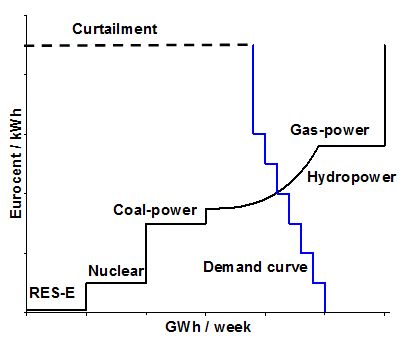 Curtailment
Eurocent / kWh
Gas-power
Hydropower
Coal-power
Nuclear
Demand curve
RES-E
GWh / week